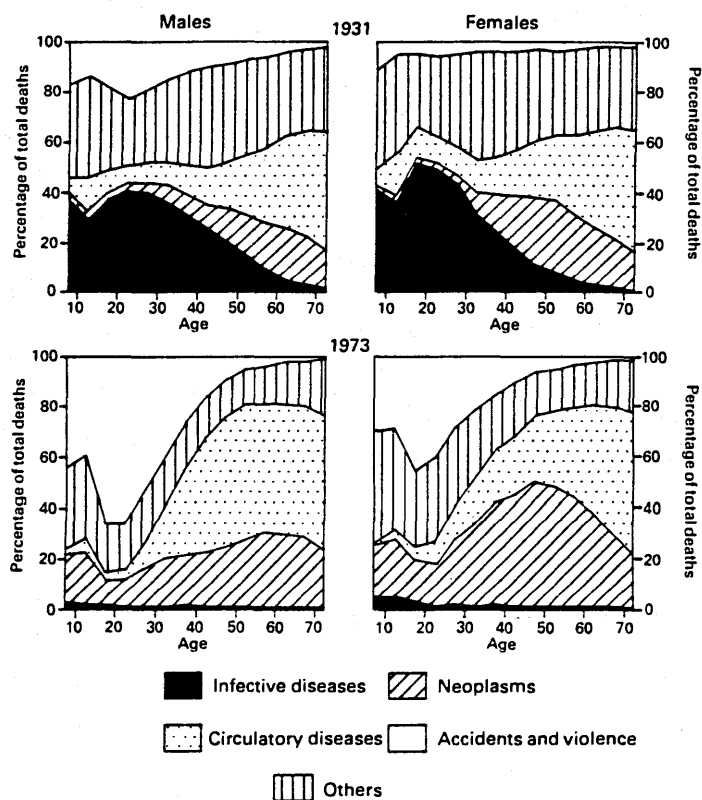 Males
1931
Females
100
80
60
40
20
0
Percentage of total deaths
10 20 30 40 50 60 70
Age
100
80
60
40
20
0
Percentage of total deaths
10 20 30 40 50 60 70
Age
1973
100
80
60
40
20
0
Percentage of total deaths
10 20 30 40 50 60 70
Age
100
80
60
40
20
0
Percentage of total deaths
10 20 30 40 50 60 70
Age
Infective diseases
Neoplasms
Circulatory diseases
Accidents and violence
Others